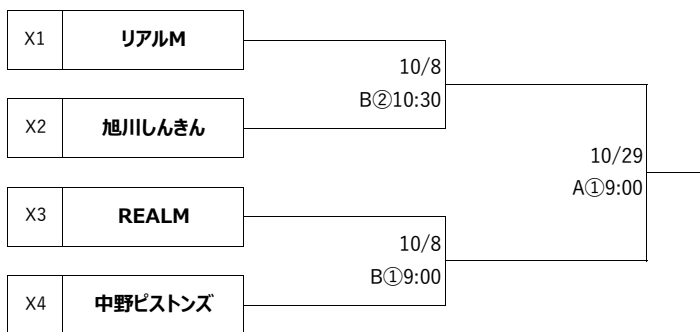 X1 リアルM
10/8
B②10:30
X2 旭川しんきん
10/29
A①9:00
X3 REALM
10/8
B①9:00
X4 中野ピストンズ